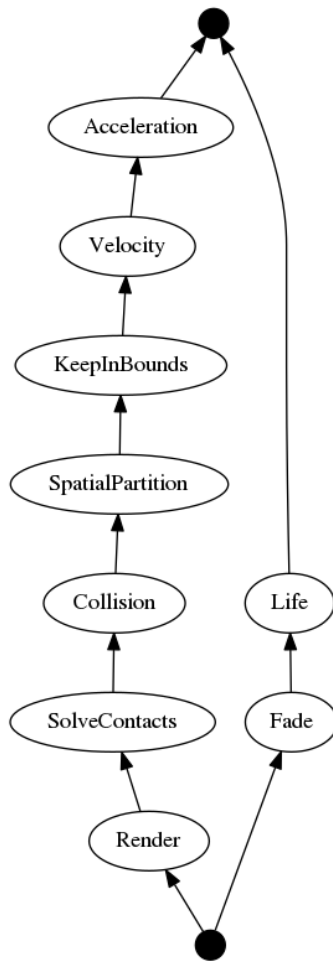 Acceleration
Velocity
KeepInBounds
SpatialPartition
Collision
Life
SolveContacts
Fade
Render